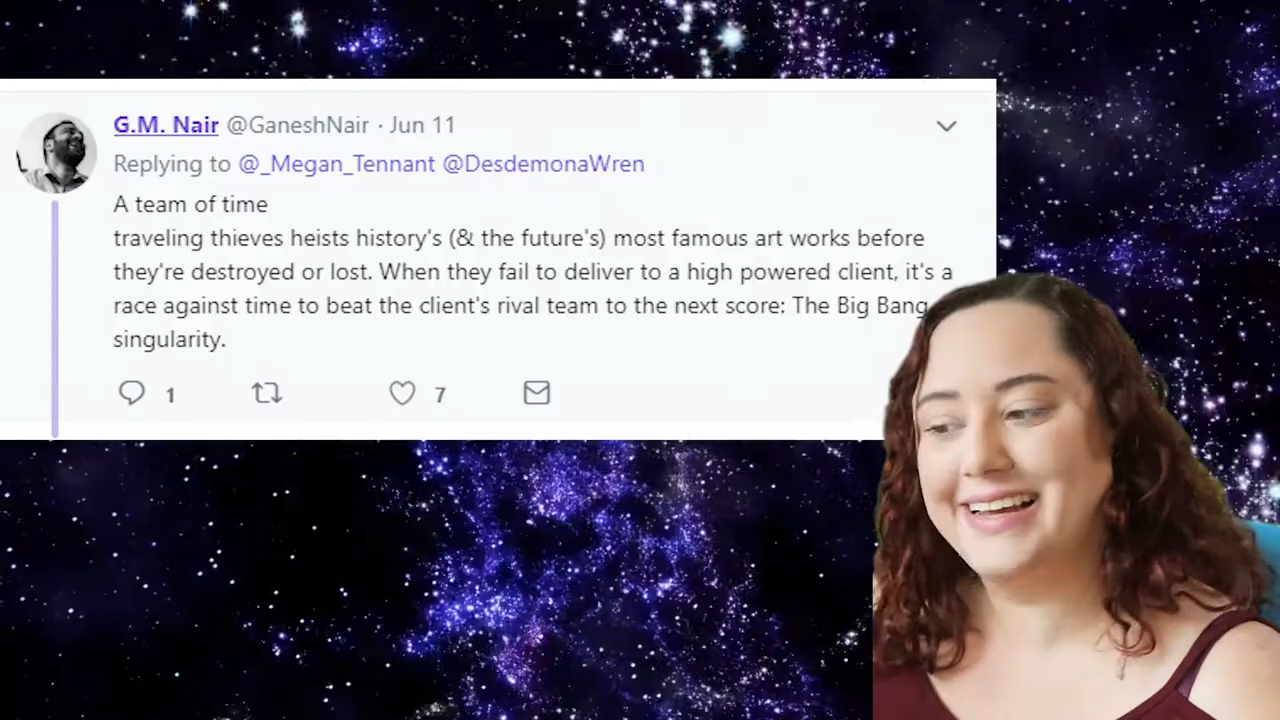 G.M. Nair @GaneshNair · Jun 11
Replying to @_Megan_Tennant @DesdemonaWren
A team of time
traveling thieves heists history's (& the future's) most famous art works before
they're destroyed or lost. When they fail to deliver to a high powered client, it's a
race against time to beat the client's rival team to the next score: The Big Bang
singularity.
1 7